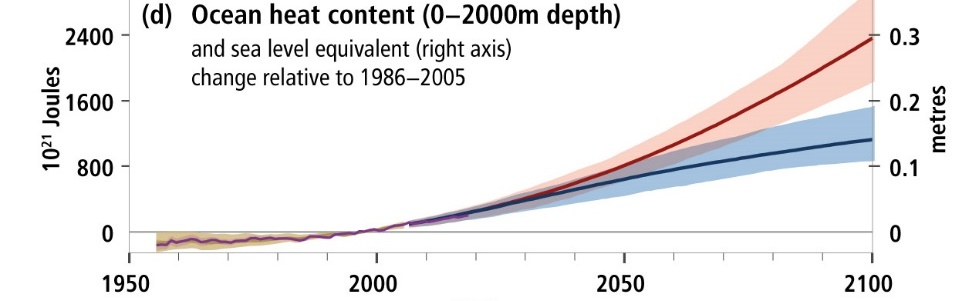 (d) Ocean heat content (0–2000m depth)
and sea level equivalent (right axis)
change relative to 1986–2005
10²¹ Joules
2400
1600
800
0
0.3
0.2
0.1
0
metres
1950
2000
2050
2100